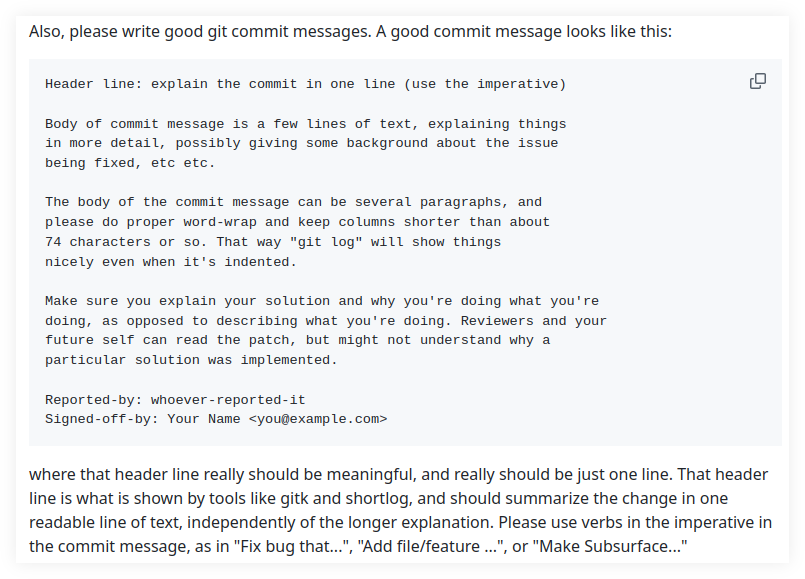 Also, please write good git commit messages. A good commit message looks like this:
Header line: explain the commit in one line (use the imperative)
Body of commit message is a few lines of text, explaining things
in more detail, possibly giving some background about the issue
being fixed, etc etc.
The body of the commit message can be several paragraphs, and
please do proper word-wrap and keep columns shorter than about
74 characters or so. That way "git log" will show things
nicely even when it's indented.
Make sure you explain your solution and why you're doing what you're
doing, as opposed to describing what you're doing. Reviewers and your
future self can read the patch, but might not understand why a
particular solution was implemented.
Reported-by: whoever-reported-it
Signed-off-by: Your Name <you@example.com>
where that header line really should be meaningful, and really should be just one line. That header
line is what is shown by tools like gitk and shortlog, and should summarize the change in one
readable line of text, independently of the longer explanation. Please use verbs in the imperative in
the commit message, as in "Fix bug that...", "Add file/feature ...", or "Make Subsurface..."